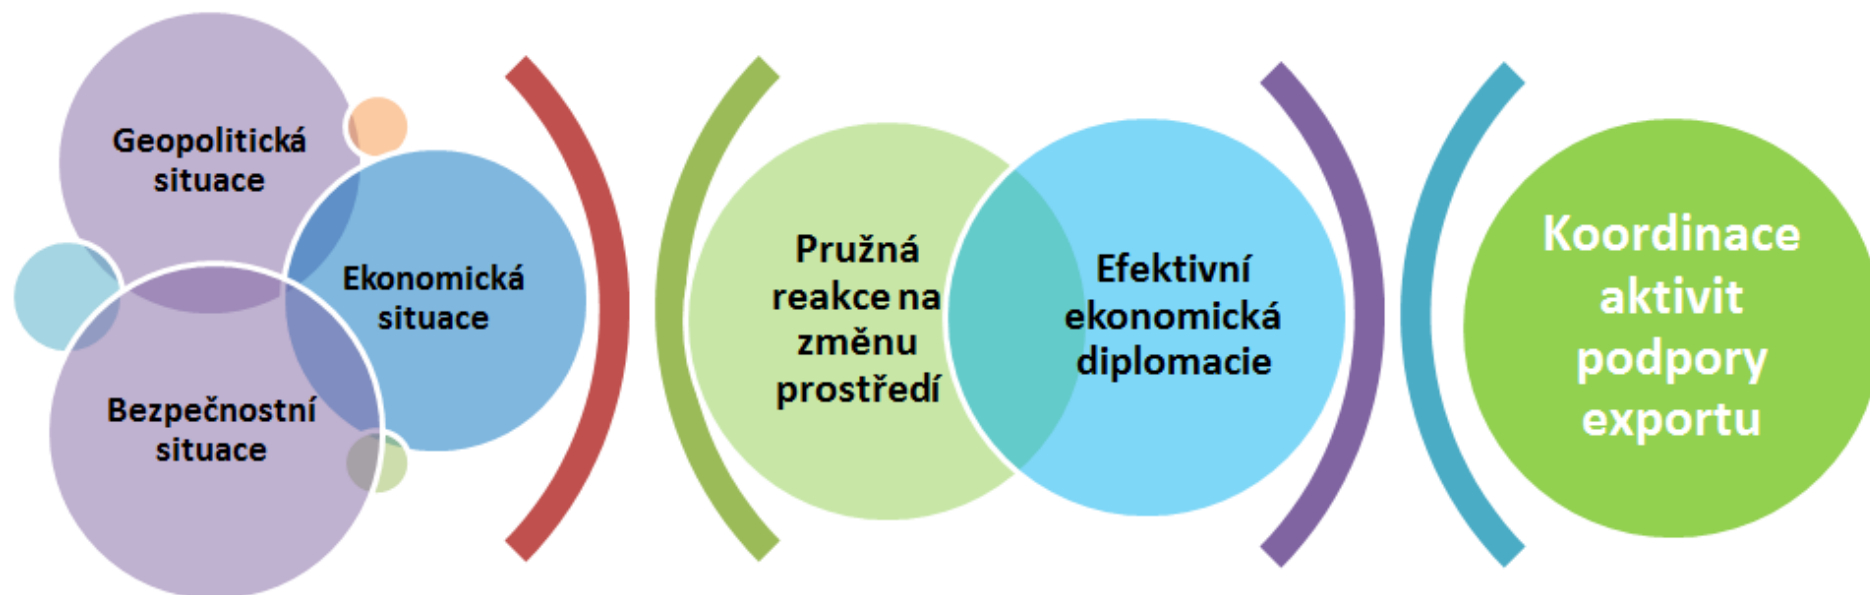 Geopolitická
situace
Ekonomická
situace
Bezpečnostní
situace
Pružná
reakce na
změnu
prostředí
Efektivní
ekonomická
diplomacie
Koordinace
aktivit
podpory
exportu